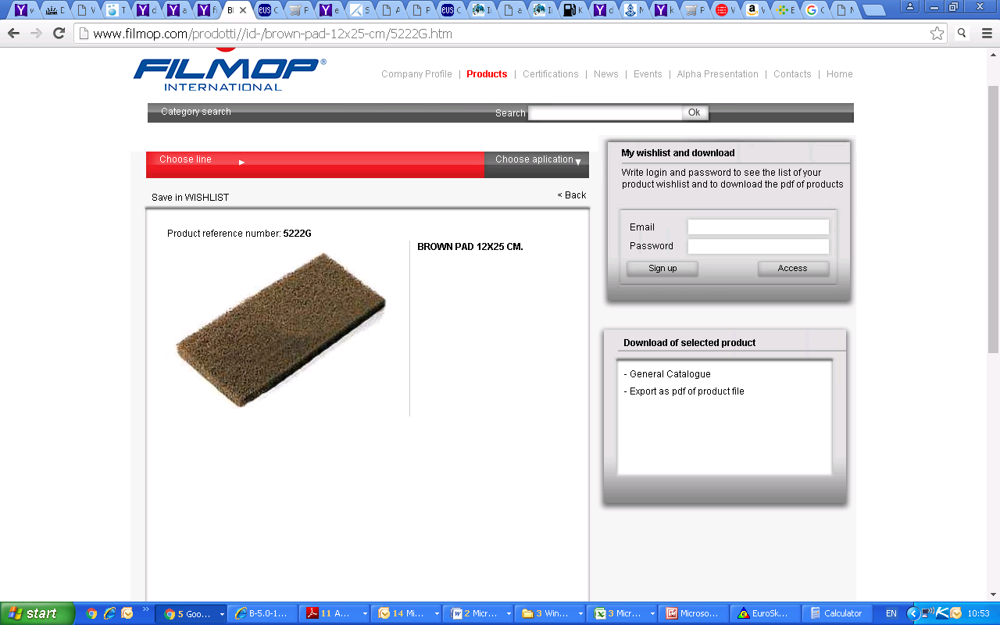 www.filmop.com/prodotti//id-/brown-pad-12x25-cm/5222G.htm
FILMOP®
INTERNATIONAL
Company Profile | Products | Certifications | News | Events | Alpha Presentation | Contacts | Home
Category search
Search
Ok
Choose line
Choose aplication
Save in WISHLIST
< Back
Product reference number: 5222G
BROWN PAD 12X25 CM.
My wishlist and download
Write login and password to see the list of your
product wishlist and to download the pdf of products
Email
Password
Sign up
Access
Download of selected product
- General Catalogue
- Export as pdf of product file
start
5 Goo...
B-5.0-1...
11 A...
14 Mi...
2 Micr...
3 Win...
3 Micr...
Microso...
EuroSk...
Calculator
EN
10:53